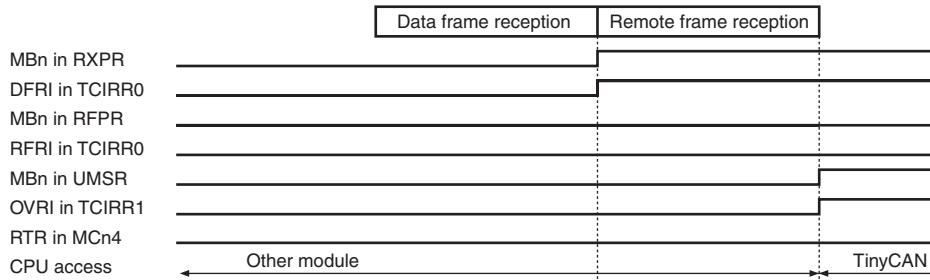 Data frame reception Remote frame reception
MBn in RXPR
DFRI in TCIRR0
MBn in RFPR
RFRI in TCIRR0
MBn in UMSR
OVRI in TCIRR1
RTR in MCn4
CPU access Other module TinyCAN